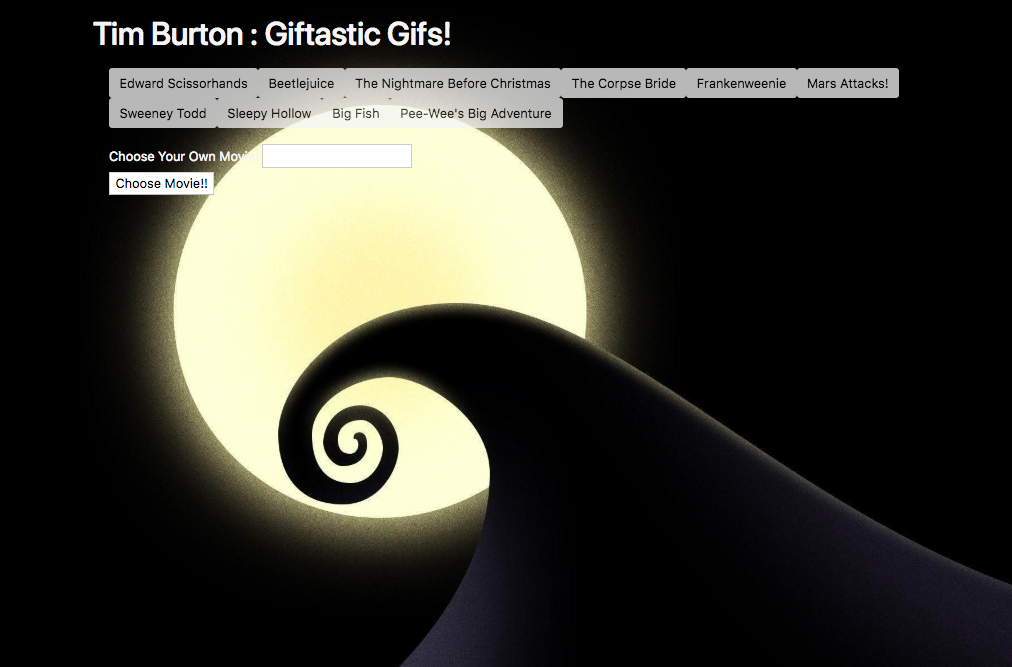 Tim Burton : Giftastic Gifs!
Edward Scissorhands Beetlejuice The Nightmare Before Christmas The Corpse Bride Frankenweenie Mars Attacks!
Sweeney Todd Sleepy Hollow Big Fish Pee-Wee's Big Adventure
Choose Your Own Movie
Choose Movie!!